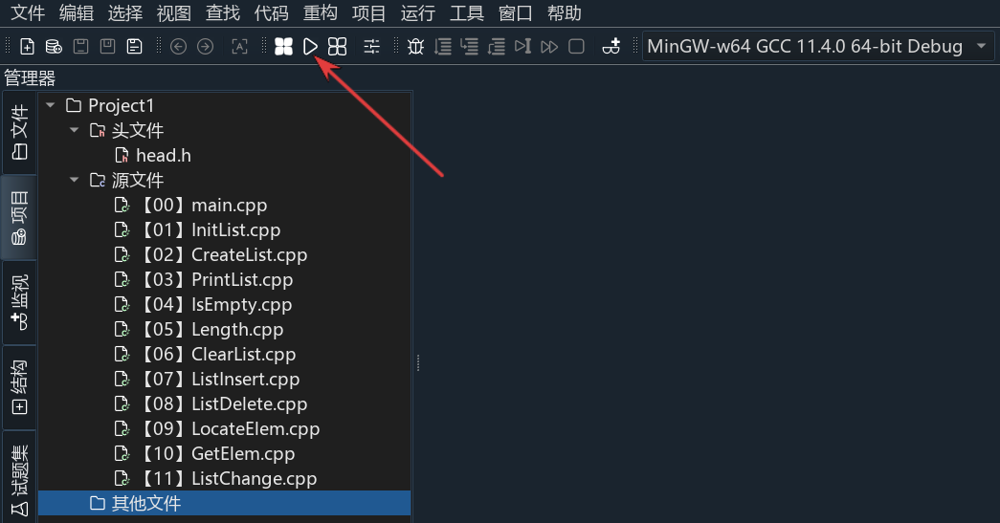 文件 编辑 选择 视图 查找 代码 重构 项目 运行 工具 窗口 帮助
MinGW-w64 GCC 11.4.0 64-bit Debug
管理器
文件
项目
监视
结构
试题集
Project1
头文件
head.h
源文件
【00】main.cpp
【01】InitList.cpp
【02】CreateList.cpp
【03】PrintList.cpp
【04】IsEmpty.cpp
【05】Length.cpp
【06】ClearList.cpp
【07】ListInsert.cpp
【08】ListDelete.cpp
【09】LocateElem.cpp
【10】GetElem.cpp
【11】ListChange.cpp
其他文件